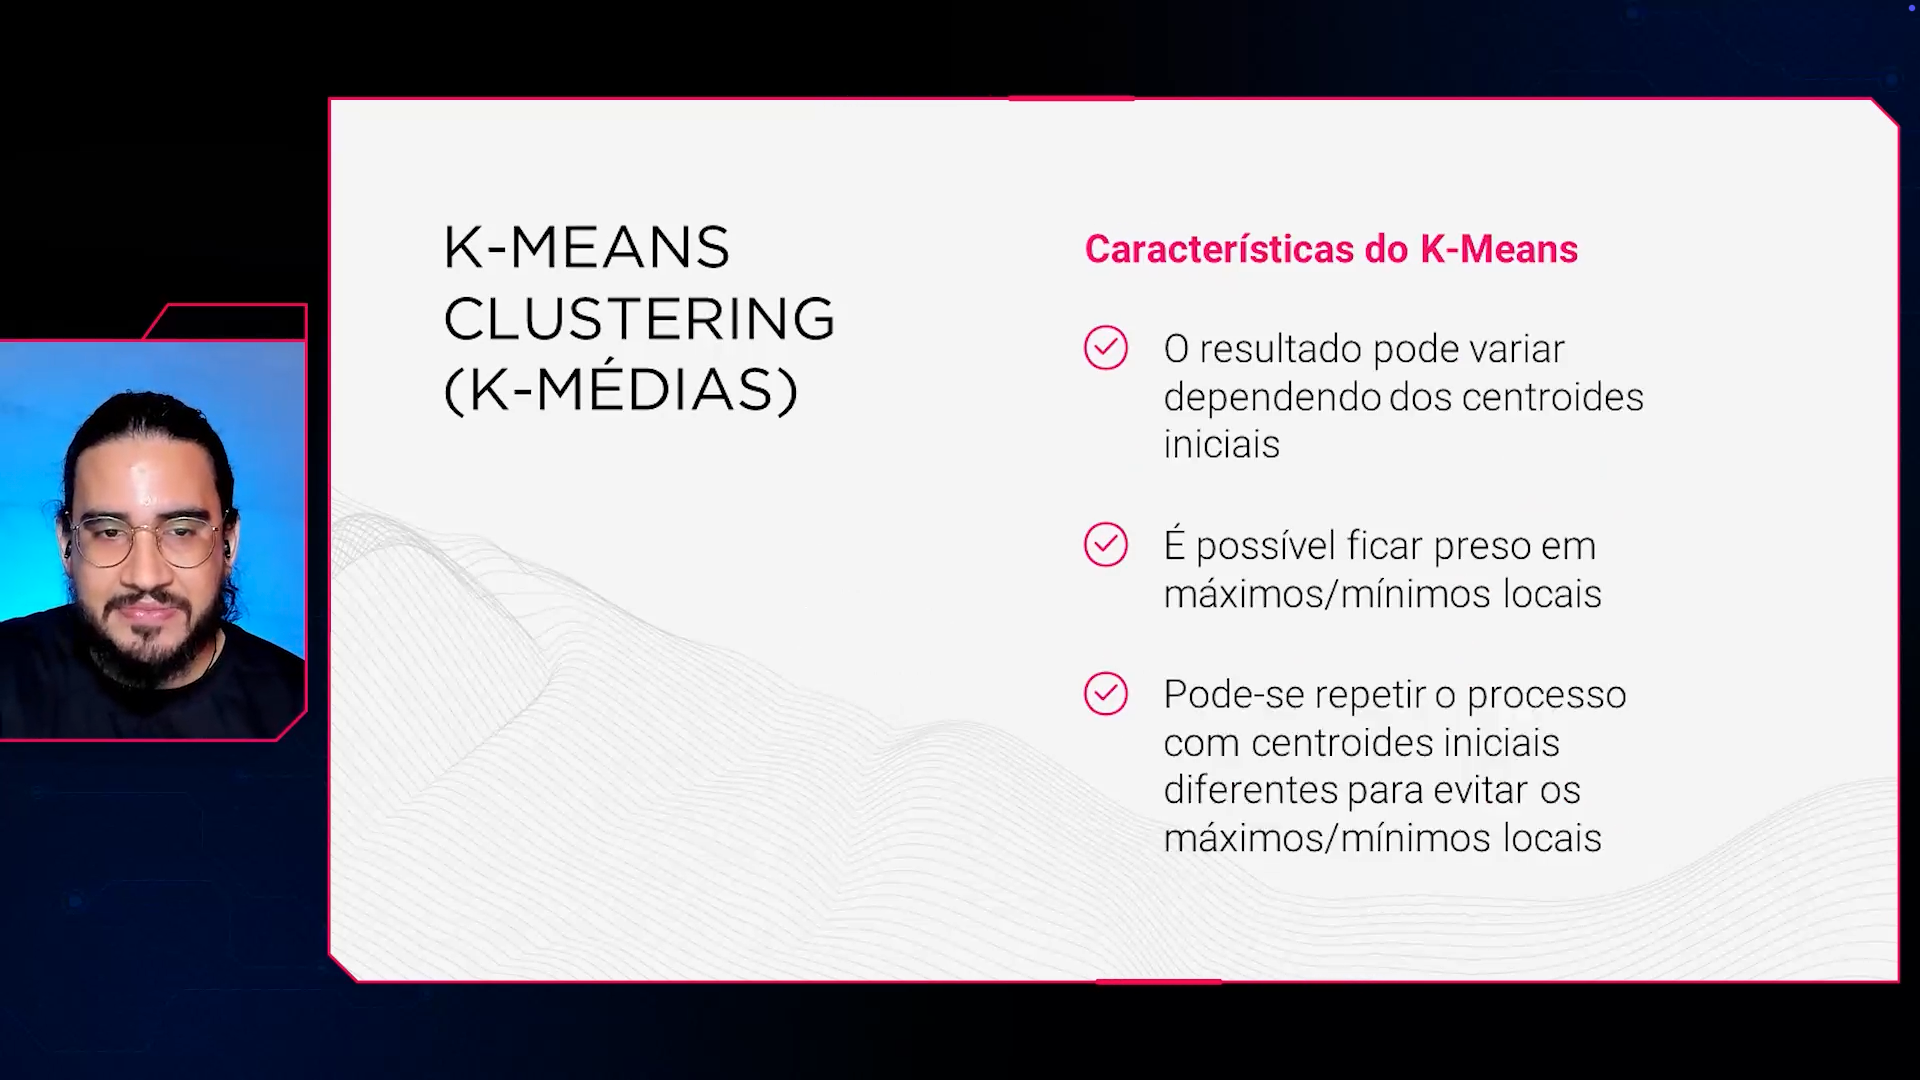 K-MEANS
CLUSTERING
(K-MÉDIAS)
Características do K-Means
O resultado pode variar
dependendo dos centroides
iniciais
É possível ficar preso em
máximos/mínimos locais
Pode-se repetir o processo
com centroides iniciais
diferentes para evitar os
máximos/mínimos locais